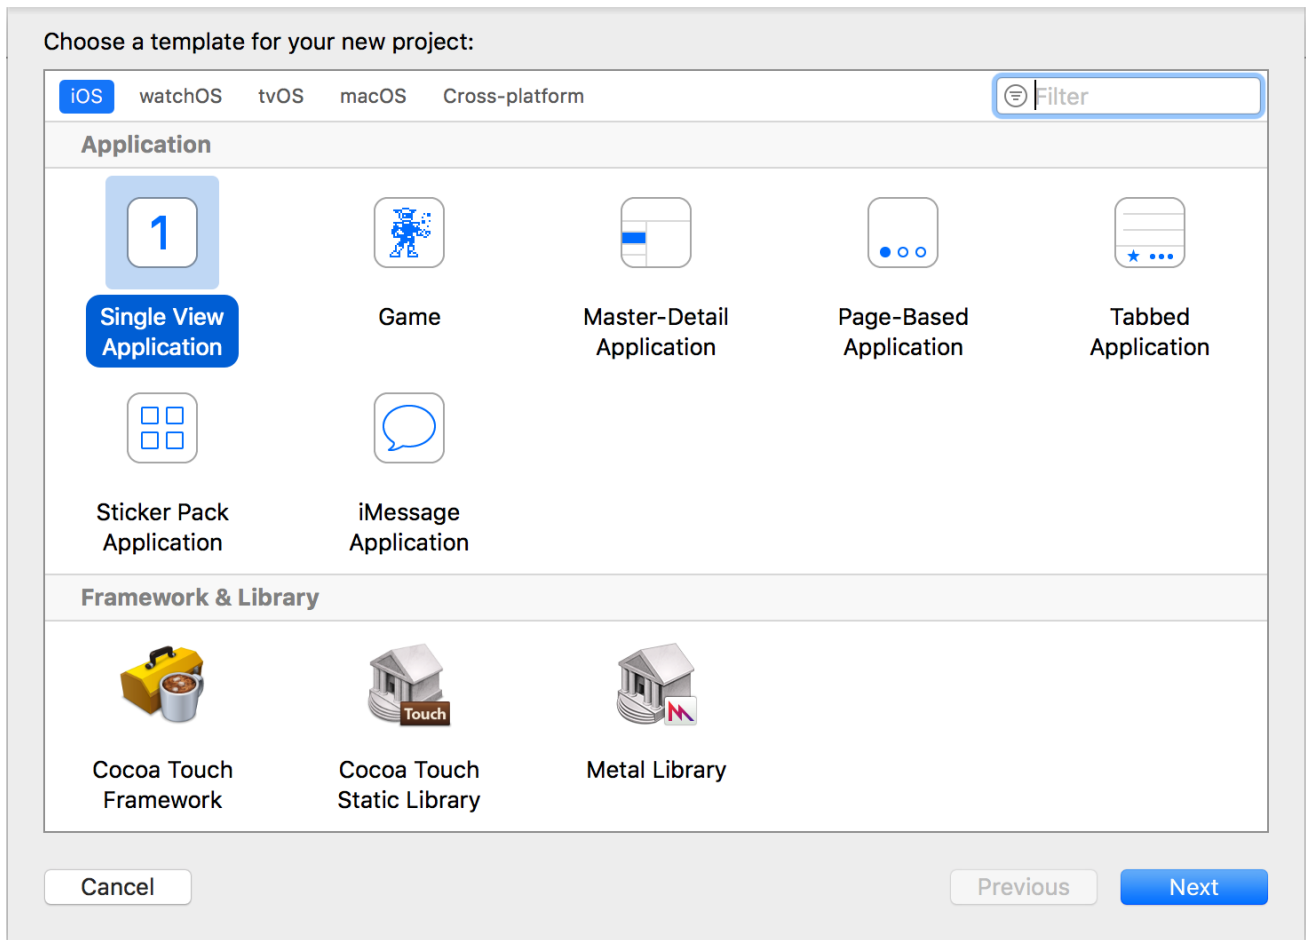 Choose a template for your new project:
iOS watchOS tvOS macOS Cross-platform Filter
Application
1
Single View Game Master-Detail Page-Based Tabbed
Application Application Application Application
Sticker Pack iMessage
Application Application
Framework & Library
Touch
Cocoa Touch Cocoa Touch Metal Library
Framework Static Library
Cancel Previous Next